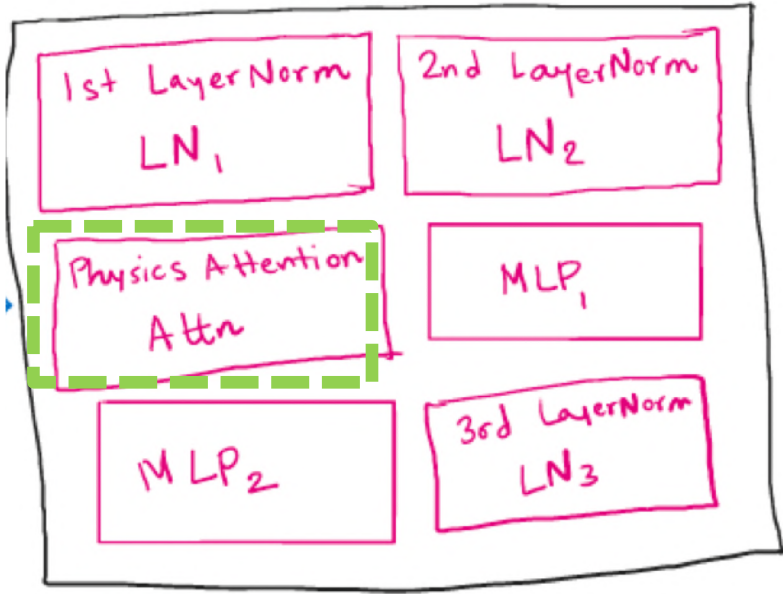 1st LayerNorm
LN1
2nd LayerNorm
LN2
Physics Attention
Attn
MLP1
MLP2
3rd LayerNorm
LN3